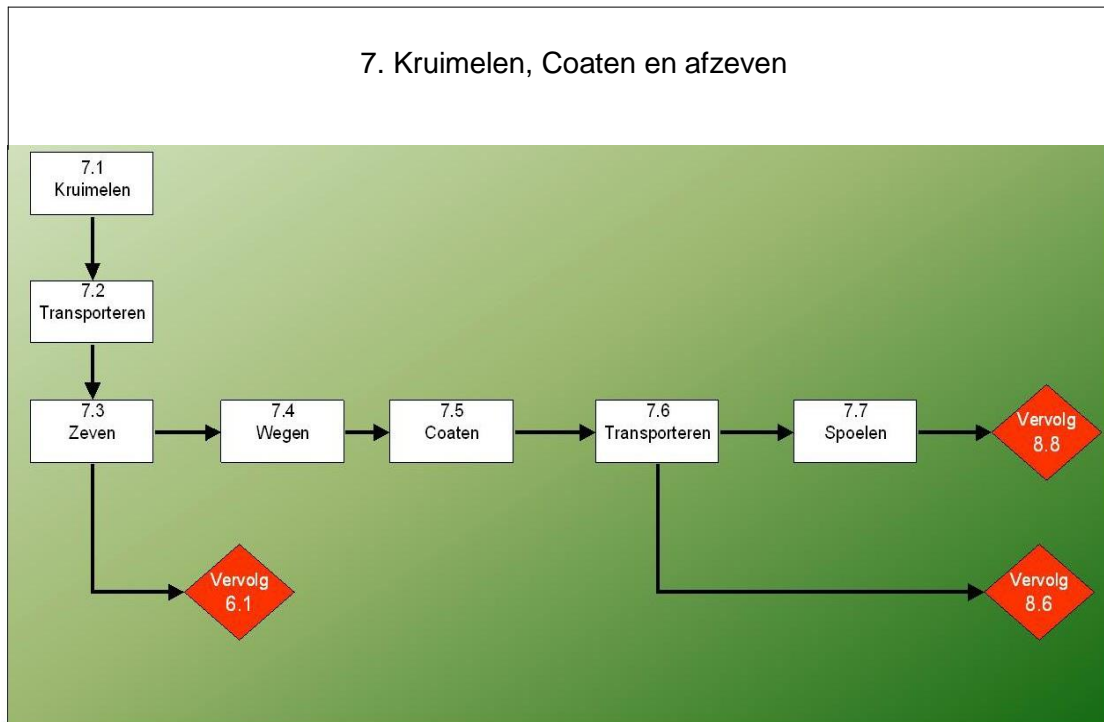 7. Kruimelen, Coaten en afzeven
7.1
Kruimelen
7.2
Transporteren
7.3
Zeven
7.4
Wegen
7.5
Coaten
7.6
Transporteren
7.7
Spoelen
Vervolg
8.8
Vervolg
6.1
Vervolg
8.6